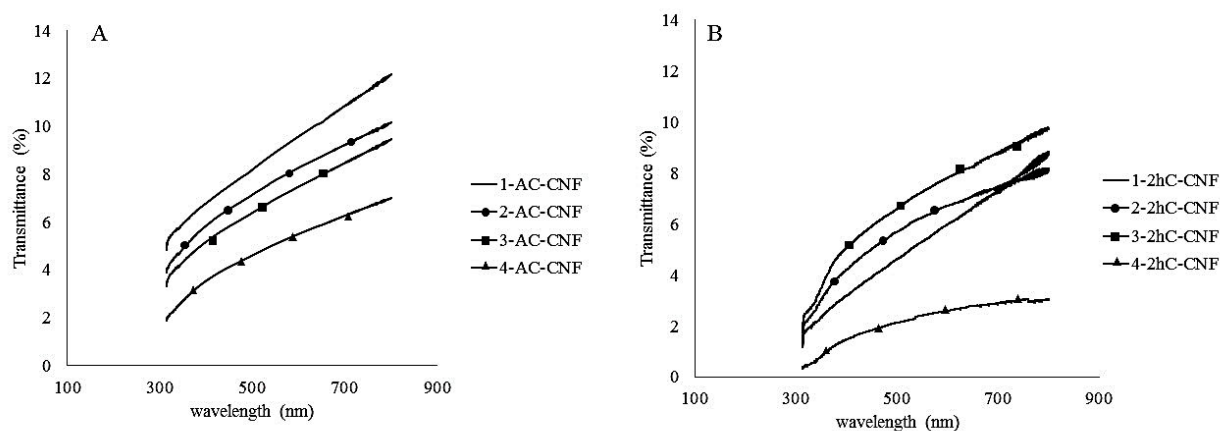 A
14
12
10
8
6
4
2
0
Transmittance (%)
100 300 500 700 900
wavelength (nm)
1-AC-CNF
2-AC-CNF
3-AC-CNF
4-AC-CNF
B
14
12
10
8
6
4
2
0
Transmittance (%)
100 300 500 700 900
wavelength (nm)
1-2hC-CNF
2-2hC-CNF
3-2hC-CNF
4-2hC-CNF